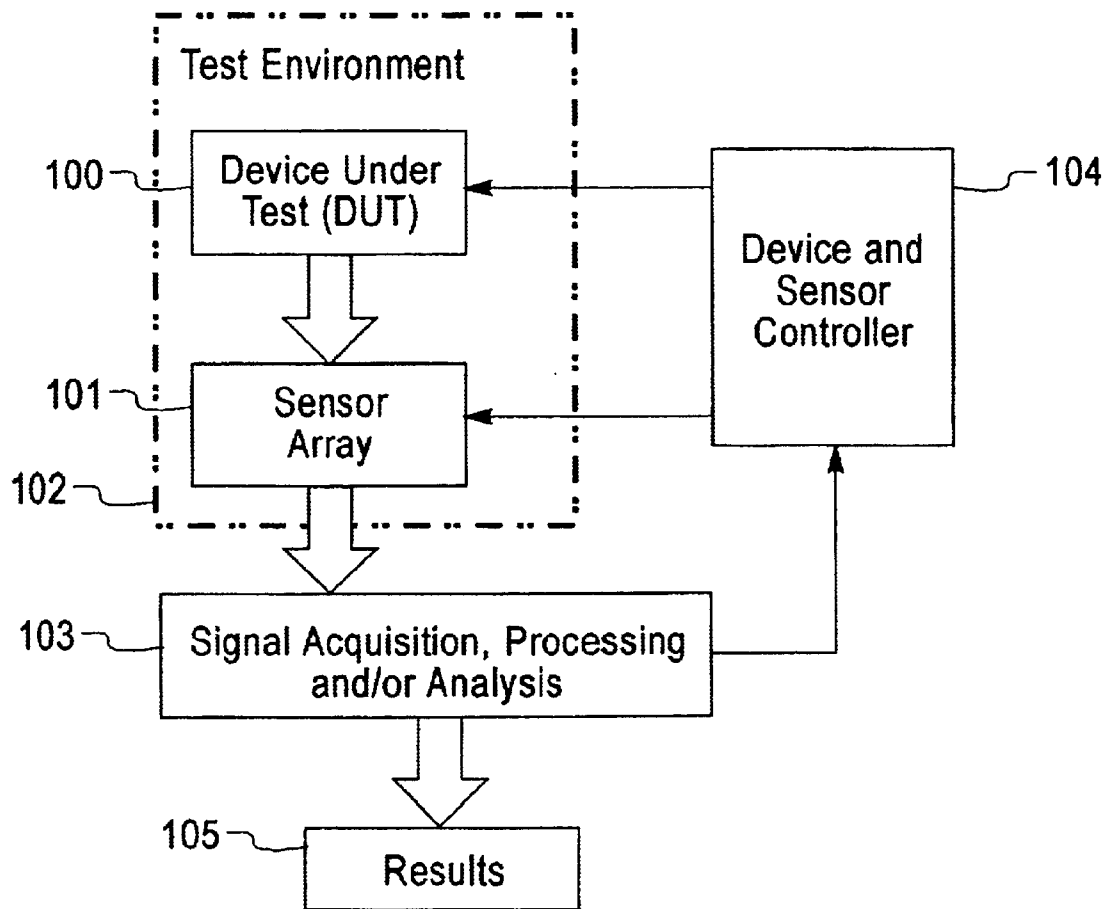 Test Environment
100
Device Under
Test (DUT)
104
Device and
Sensor
Controller
101
Sensor
Array
102
103
Signal Acquisition, Processing
and/or Analysis
105
Results